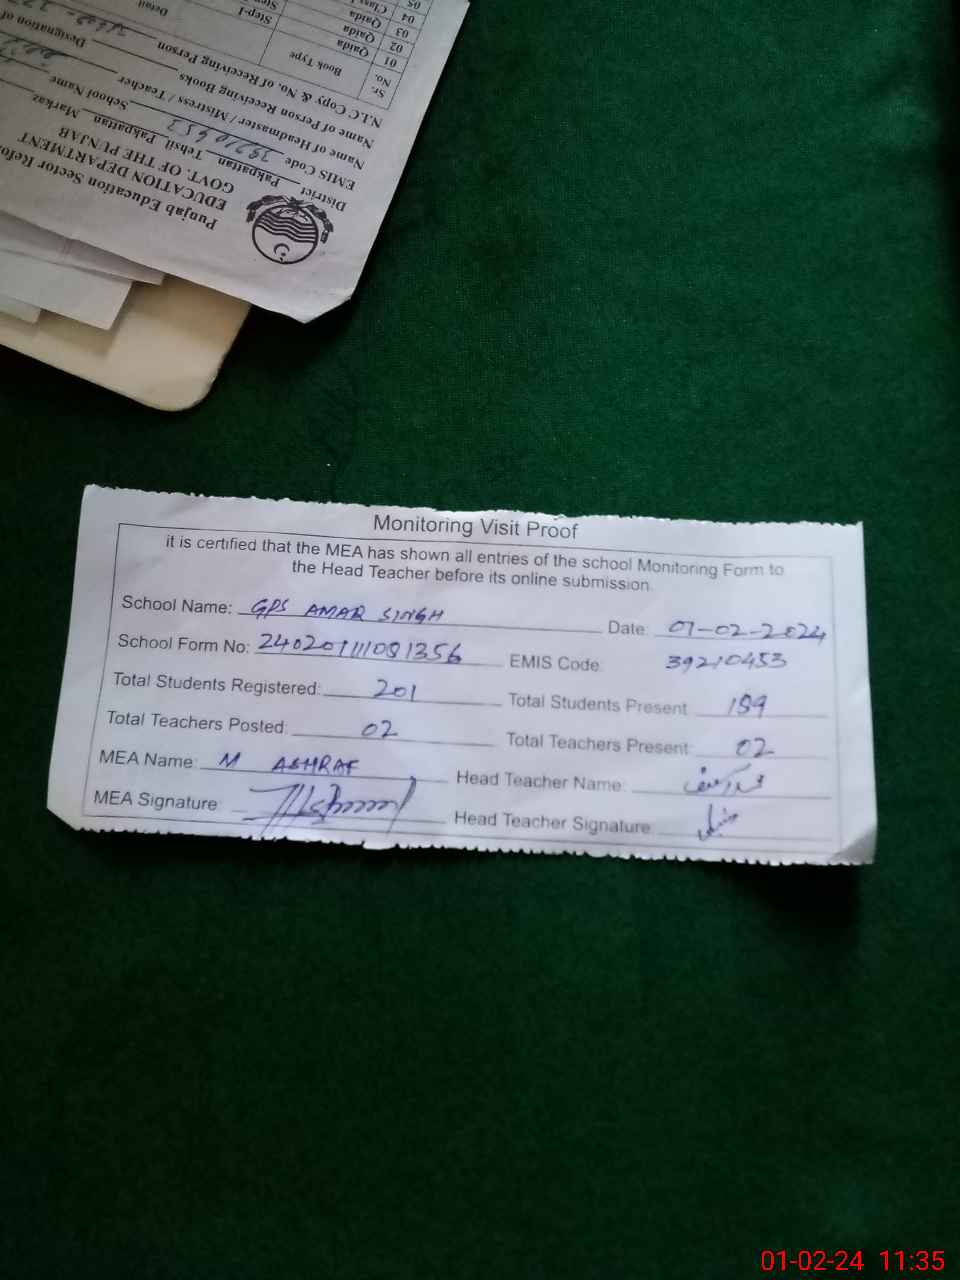 Punjab Education Sector Refo
EDUCATION DEPARTMENT
GOVT. OF THE PUNJAB
District Pakpattan Tehsil Pakpattan Markaz
EMIS Code School Name
Name of Headmaster / Mistress / Teacher
Name of Person Receiving Books Designation of
N.I.C Copy & No. of Receiving Person
Sr. No. Book Type Detail
01 Qaida Step-I
02 Qaida
03 Qaida
04
05
Monitoring Visit Proof
it is certified that the MEA has shown all entries of the school Monitoring Form to
the Head Teacher before its online submission.
School Name: GPS AMAR SINGH Date: 01-02-2024
School Form No: EMIS Code: 39210453
Total Students Registered: 201 Total Students Present: 189
Total Teachers Posted: 02 Total Teachers Present: 02
MEA Name: M ASHRAF Head Teacher Name:
MEA Signature: Head Teacher Signature:
01-02-24 11:35